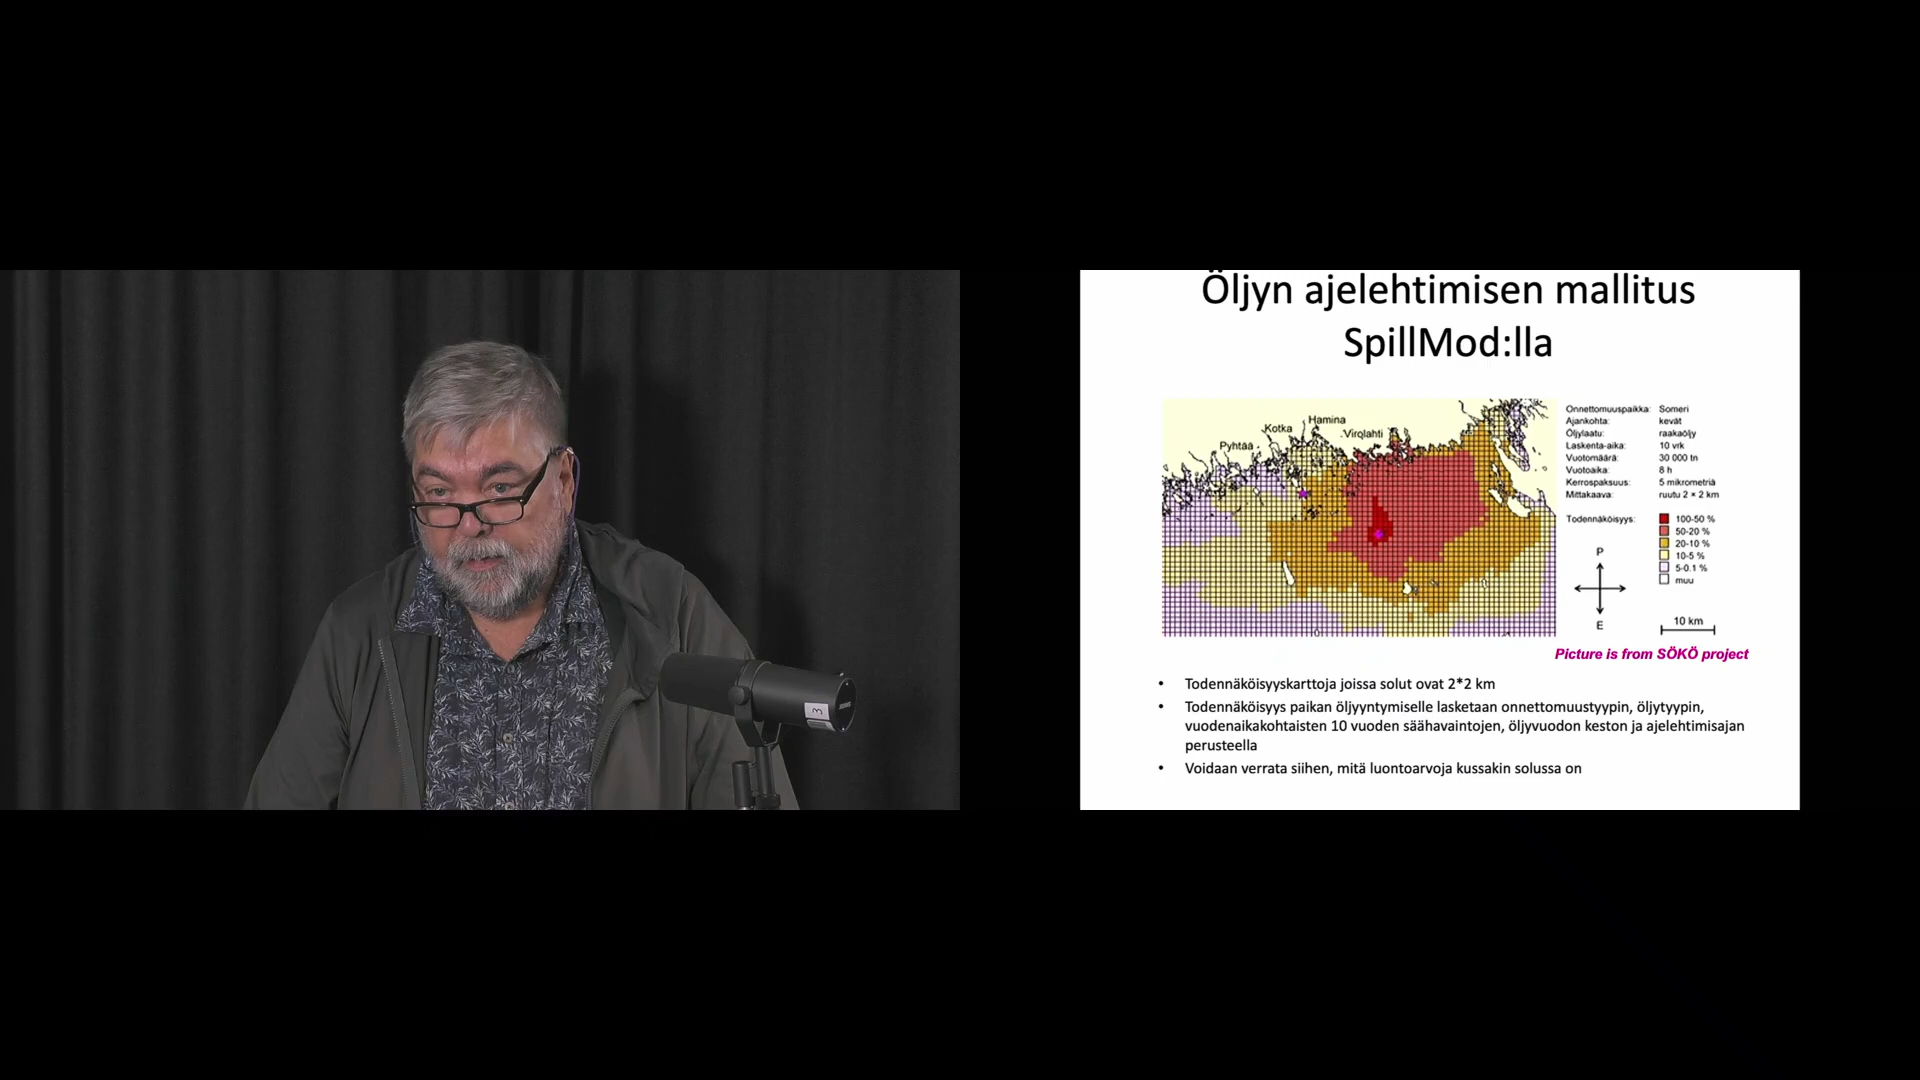 Öljyn ajelehtimisen mallitus
SpillMod:lla
Hamina
Kotka
Virolahti
Pyhtää
Onnettomuuspaikka: Someri
Ajankohta: kevät
Öljylaatu: raakaöljy
Laskenta-aika: 10 vrk
Vuotomäärä: 30 000 tn
Vuotoaika: 8 h
Kerrospaksuus: 5 mikrometriä
Mittakaava: ruutu 2 × 2 km
Todennäköisyys: 100-50 %
50-20 %
20-10 %
10-5 %
5-0.1 %
muu
P
E
10 km
Picture is from SÖKÖ project
• Todennäköisyyskarttoja joissa solut ovat 2*2 km
• Todennäköisyys paikan öljyyntymiselle lasketaan onnettomuustyypin, öljytyypin,
vuodenaikakohtaisten 10 vuoden säähavaintojen, öljyvuodon keston ja ajelehtimisajan
perusteella
• Voidaan verrata siihen, mitä luontoarvoja kussakin solussa on
3